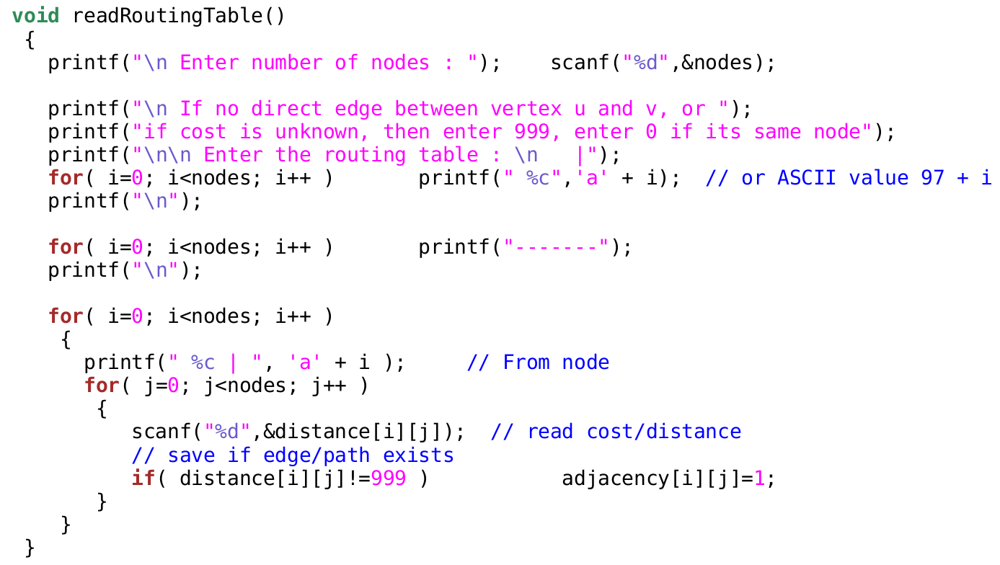 void readRoutingTable()
{
printf("\n Enter number of nodes : ");    scanf("%d",&nodes);
printf("\n If no direct edge between vertex u and v, or ");
printf("if cost is unknown, then enter 999, enter 0 if its same node");
printf("\n\n Enter the routing table : \n   |");
for( i=0; i<nodes; i++ )       printf(" %c",'a' + i);  // or ASCII value 97 + i
printf("\n");
for( i=0; i<nodes; i++ )       printf("-------");
printf("\n");
for( i=0; i<nodes; i++ )
{
printf(" %c | ", 'a' + i );     // From node
for( j=0; j<nodes; j++ )
{
scanf("%d",&distance[i][j]);  // read cost/distance
// save if edge/path exists
if( distance[i][j]!=999 )           adjacency[i][j]=1;
}
}
}